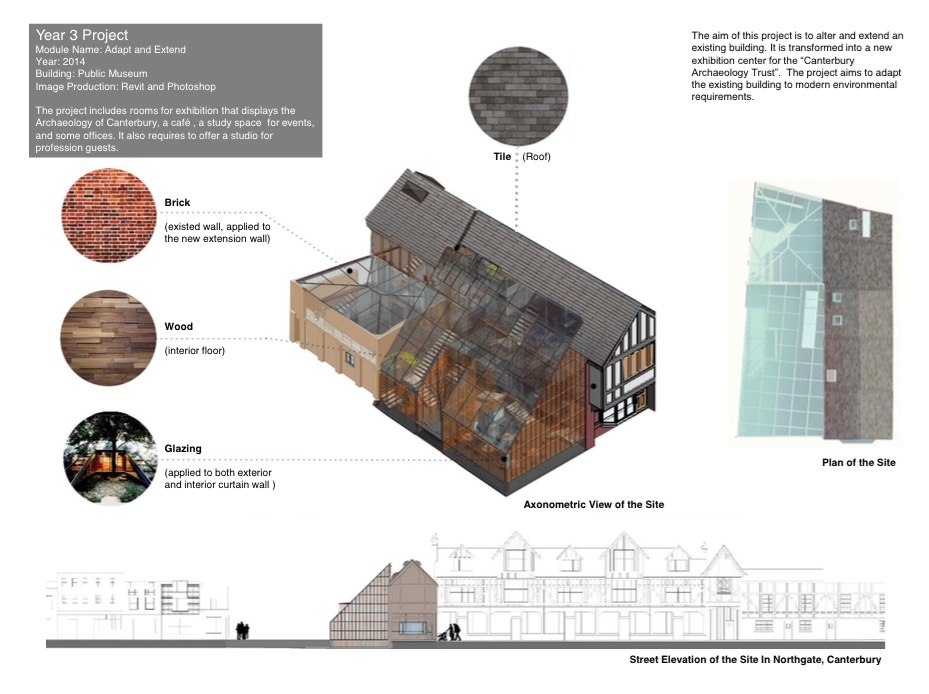 Year 3 Project
Module Name: Adapt and Extend
Year: 2014
Building: Public Museum
Image Production: Revit and Photoshop
The project includes rooms for exhibition that displays the
Archaeology of Canterbury, a café , a study space  for events,
and some offices. It also requires to offer a studio for
profession guests.
The aim of this project is to alter and extend an
existing building. It is transformed into a new
exhibition center for the “Canterbury
Archaeology Trust”.  The project aims to adapt
the existing building to modern environmental
requirements.
Tile (Roof)
Brick
(existed wall, applied to
the new extension wall)
Wood
(interior floor)
Glazing
(applied to both exterior
and interior curtain wall )
Plan of the Site
Axonometric View of the Site
Street Elevation of the Site In Northgate, Canterbury